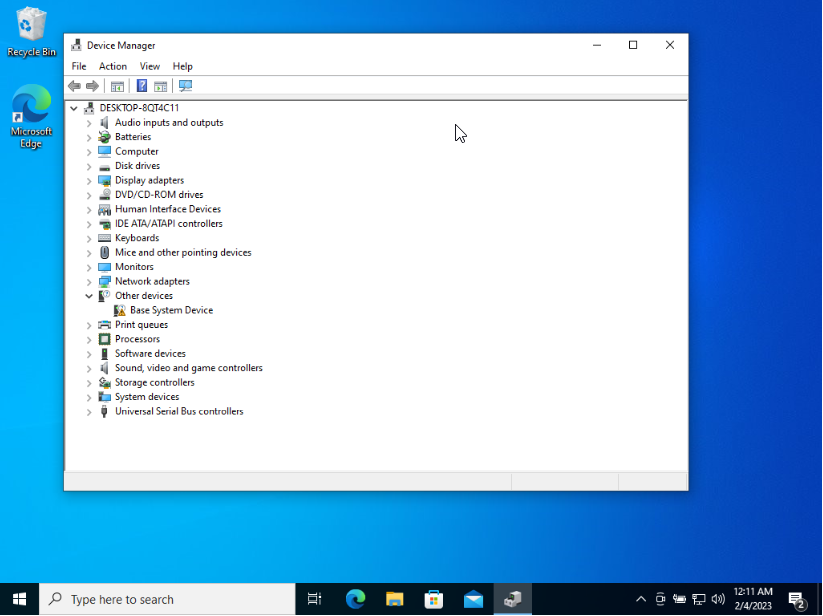 Recycle Bin
Microsoft
Edge
Device Manager
File Action View Help
DESKTOP-8QT4C11
Audio inputs and outputs
Batteries
Computer
Disk drives
Display adapters
DVD/CD-ROM drives
Human Interface Devices
IDE ATA/ATAPI controllers
Keyboards
Mice and other pointing devices
Monitors
Network adapters
Other devices
Base System Device
Print queues
Processors
Software devices
Sound, video and game controllers
Storage controllers
System devices
Universal Serial Bus controllers
Type here to search
12:11 AM
2/4/2023
2